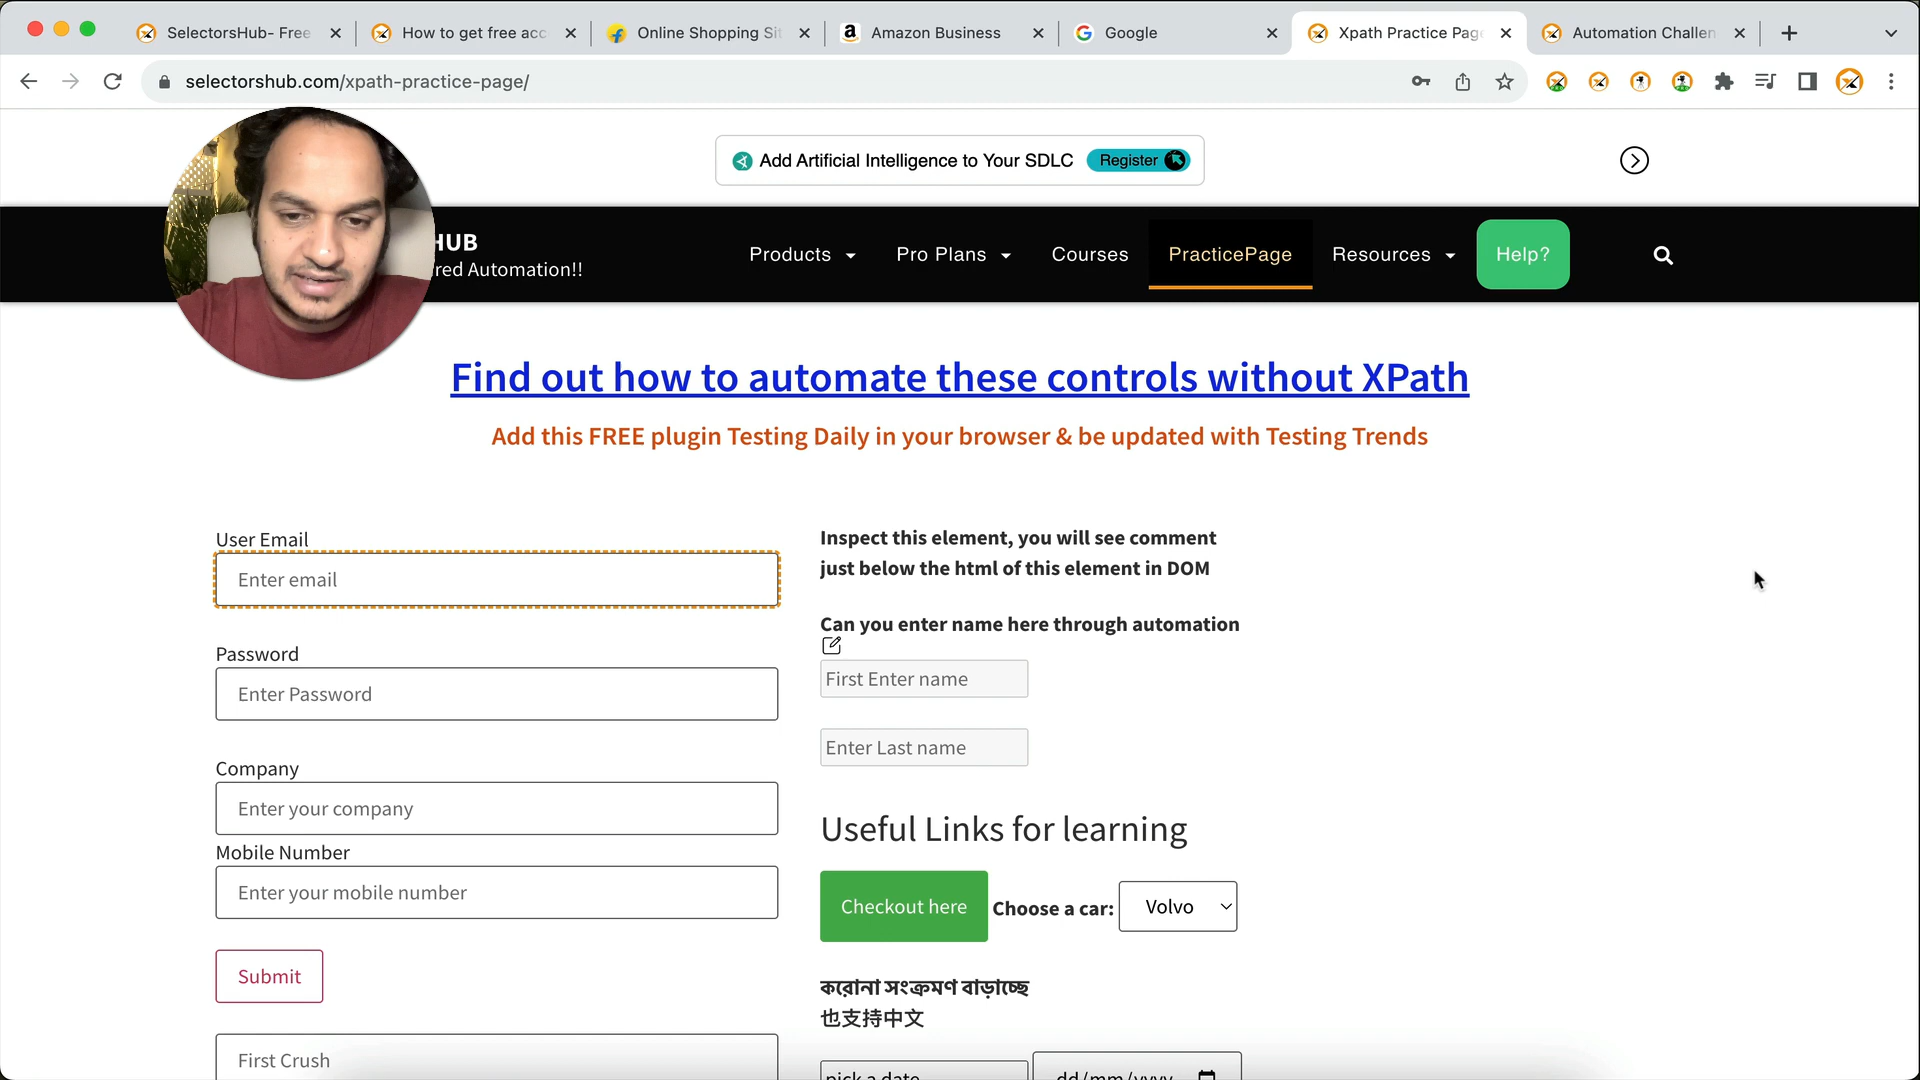 SelectorsHub- Free
How to get free acc
Online Shopping Sit
Amazon Business
Google
Xpath Practice Pag
Automation Challen
selectorshub.com/xpath-practice-page/
Add Artificial Intelligence to Your SDLC
Register
HUB
red Automation!!
Products
Pro Plans
Courses
PracticePage
Resources
Help?
Find out how to automate these controls without XPath
Add this FREE plugin Testing Daily in your browser & be updated with Testing Trends
User Email
Enter email
Password
Enter Password
Company
Enter your company
Mobile Number
Enter your mobile number
Submit
First Crush
Inspect this element, you will see comment
just below the html of this element in DOM
Can you enter name here through automation
First Enter name
Enter Last name
Useful Links for learning
Checkout here
Choose a car:
Volvo
করোনা সংক্রমণ বাড়াচ্ছে
也支持中文
pick a date
dd/mm/yyyy